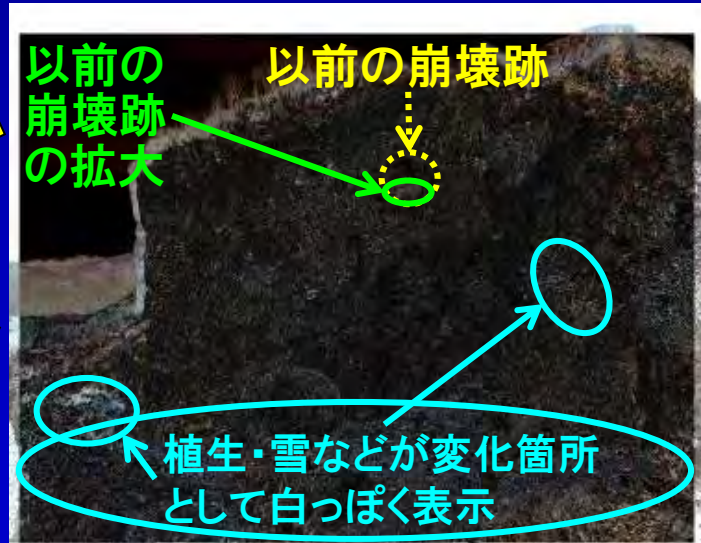 以前の
崩壊跡
の拡大
以前の崩壊跡
植生・雪などが変化箇所
として白っぽく表示